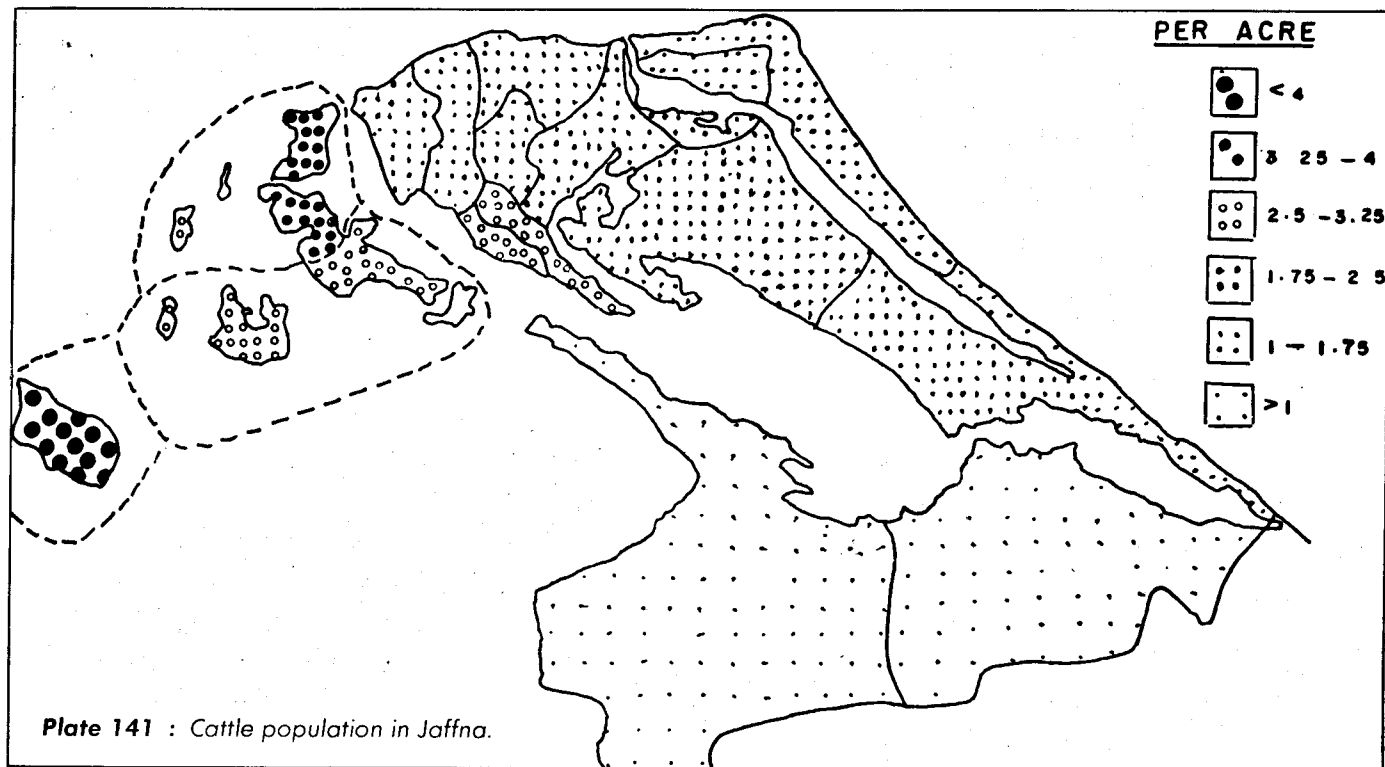 PER ACRE
< 4
3 25 - 4
2.5 - 3.25
1.75 - 2 5
1 - 1.75
> 1
Plate 141 : Cattle population in Jaffna.